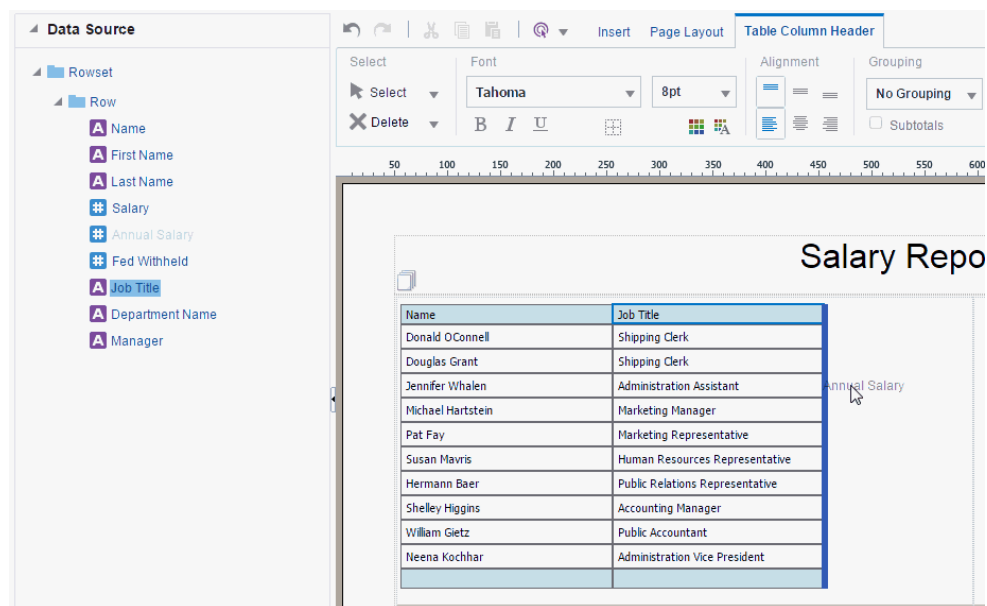 Data Source
Rowset
Row
A Name
A First Name
A Last Name
# Salary
# Annual Salary
# Fed Withheld
A Job Title
A Department Name
A Manager
Insert Page Layout Table Column Header
Select Font Alignment Grouping
Select Tahoma 8pt No Grouping
Delete B I U Subtotals
50 100 150 200 250 300 350 400 450 500 550 600
Salary Repo
Name Job Title
Donald OConnell Shipping Clerk
Douglas Grant Shipping Clerk
Jennifer Whalen Administration Assistant Annual Salary
Michael Hartstein Marketing Manager
Pat Fay Marketing Representative
Susan Mavris Human Resources Representative
Hermann Baer Public Relations Representative
Shelley Higgins Accounting Manager
William Gietz Public Accountant
Neena Kochhar Administration Vice President